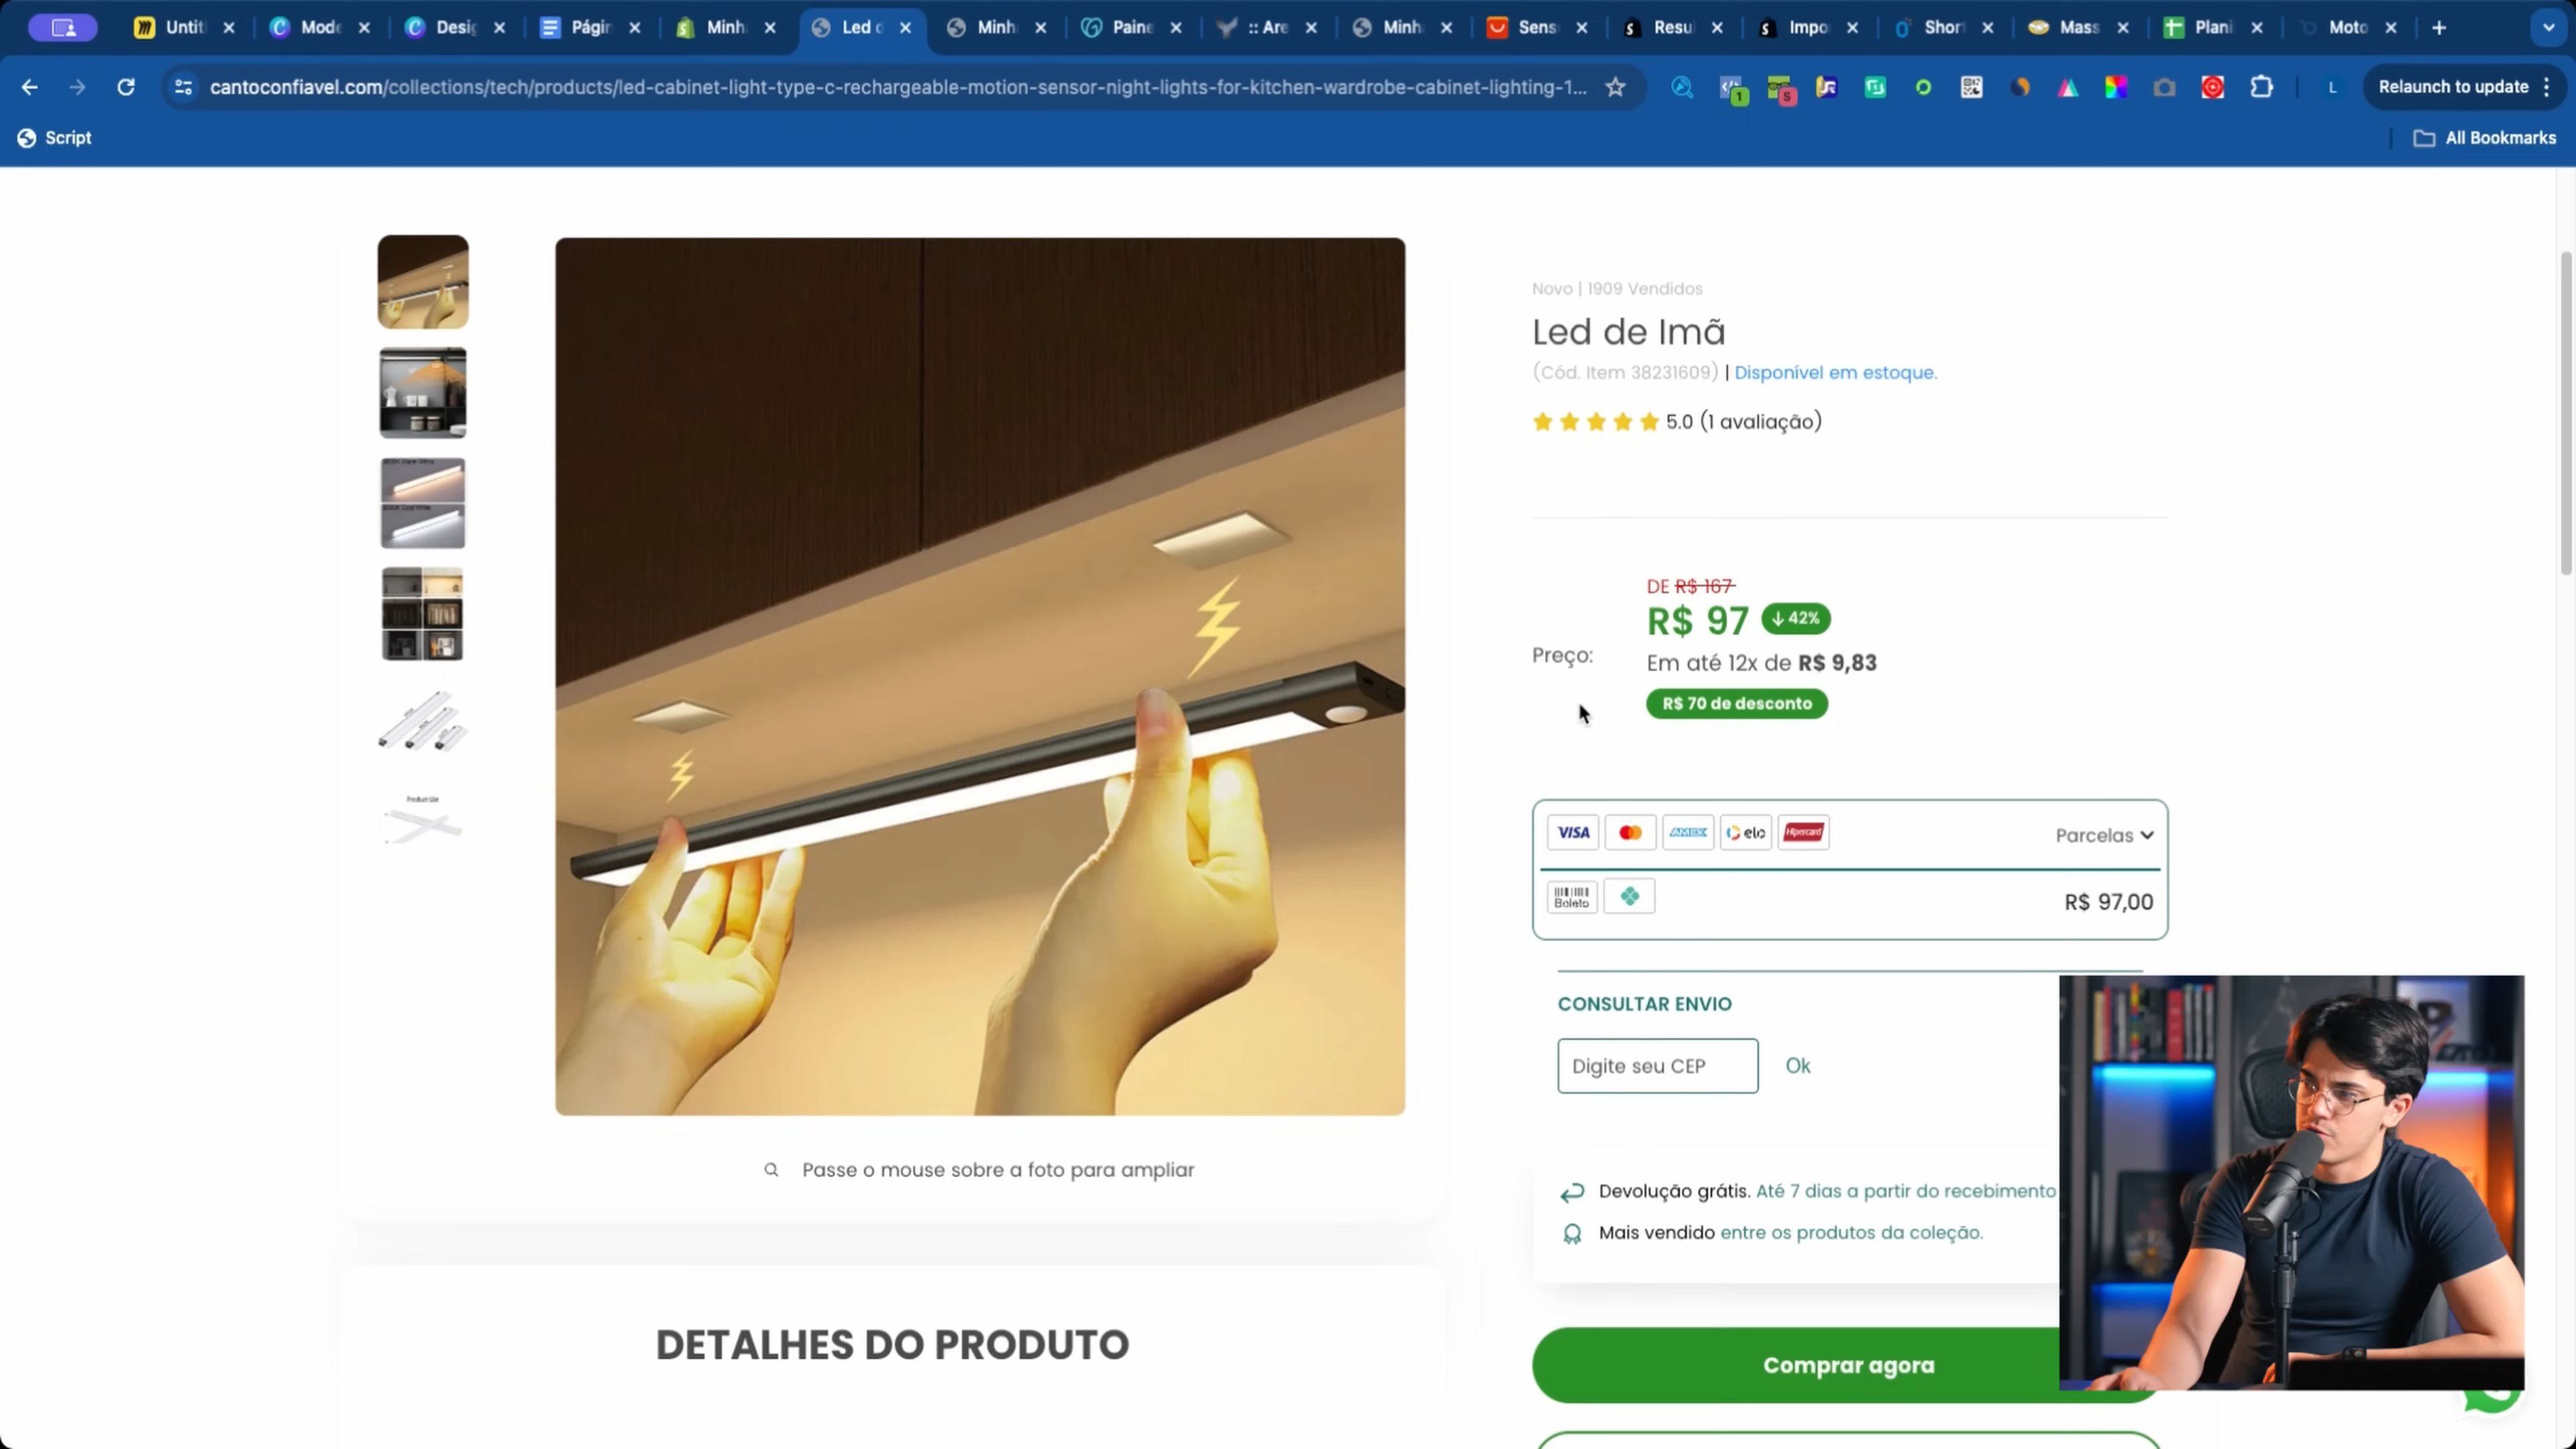 Untit
Mode
Desig
Págin
Minh
Led d
Minh
Paine
:: Are
Minh
Sens
Resu
Impo
Short
Mass
Plani
Moto
cantoconfiavel.com/collections/tech/products/led-cabinet-light-type-c-rechargeable-motion-sensor-night-lights-for-kitchen-wardrobe-cabinet-lighting-1...
1
S
L
Relaunch to update
Script
All Bookmarks
Novo | 1909 Vendidos
Led de Imã
(Cód. Item 38231609) | Disponível em estoque.
5.0 (1 avaliação)
DE R$ 167
R$ 97 42%
Preço:
Em até 12x de R$ 9,83
R$ 70 de desconto
VISA AMEX elo Hipercard
Parcelas
Boleto
R$ 97,00
CONSULTAR ENVIO
Digite seu CEP Ok
Product List
Passe o mouse sobre a foto para ampliar
Devolução grátis. Até 7 dias a partir do recebimento
Mais vendido entre os produtos da coleção.
DETALHES DO PRODUTO
Comprar agora